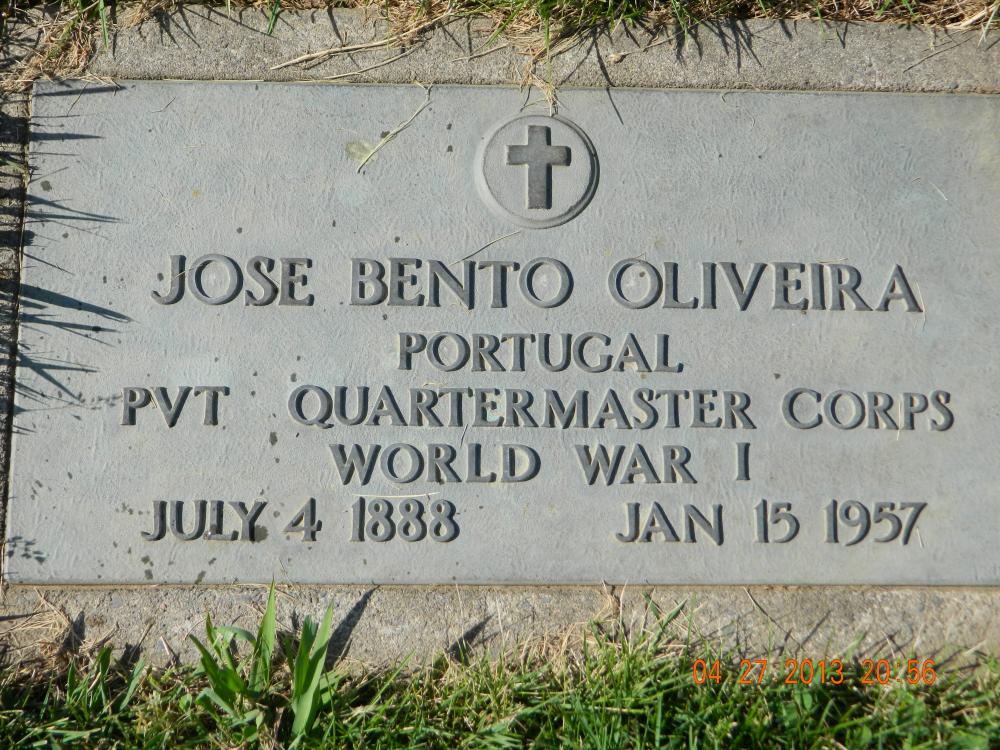 JOSE BENTO OLIVEIRA
PORTUGAL
PVT QUARTERMASTER CORPS
WORLD WAR I
JULY 4 1888 JAN 15 1957
04 27 2013 20:56